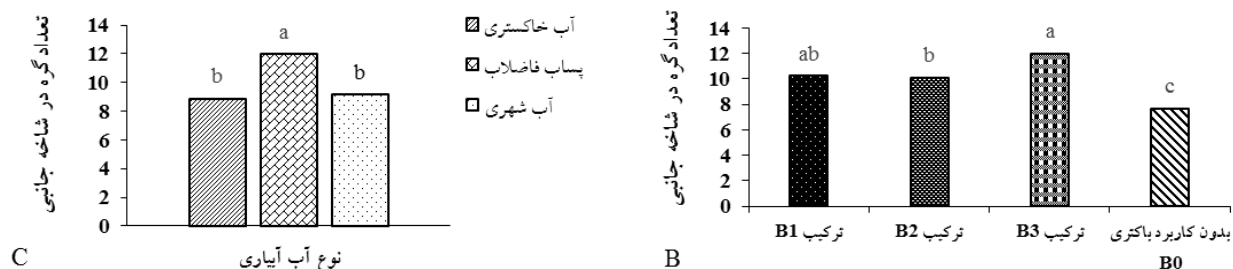 تعداد گره در شاخه جانبی
14
12
10
8
6
4
2
0
b
a
b
نوع آب آبیاری
آب خاکستری
پساب فاضلاب
آب شهری
C
تعداد گره در شاخه جانبی
14
12
10
8
6
4
2
0
ab
b
a
c
ترکیب B1
ترکیب B2
ترکیب B3
بدون کاربرد باکتری
B0
B